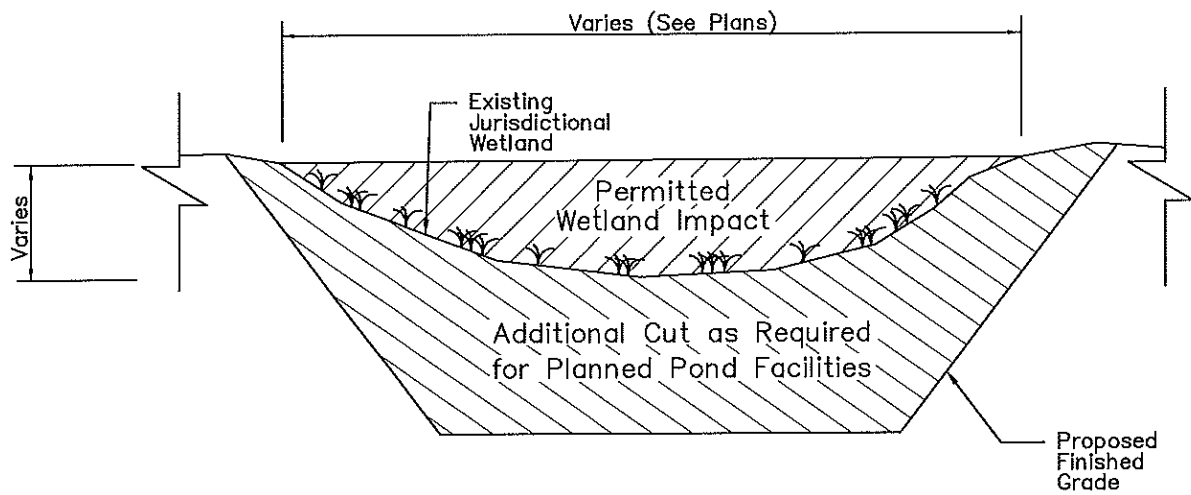 Varies (See Plans)
Existing
Jurisdictional
Wetland
Permitted
Wetland Impact
Varies
Additional Cut as Required
for Planned Pond Facilities
Proposed
Finished
Grade